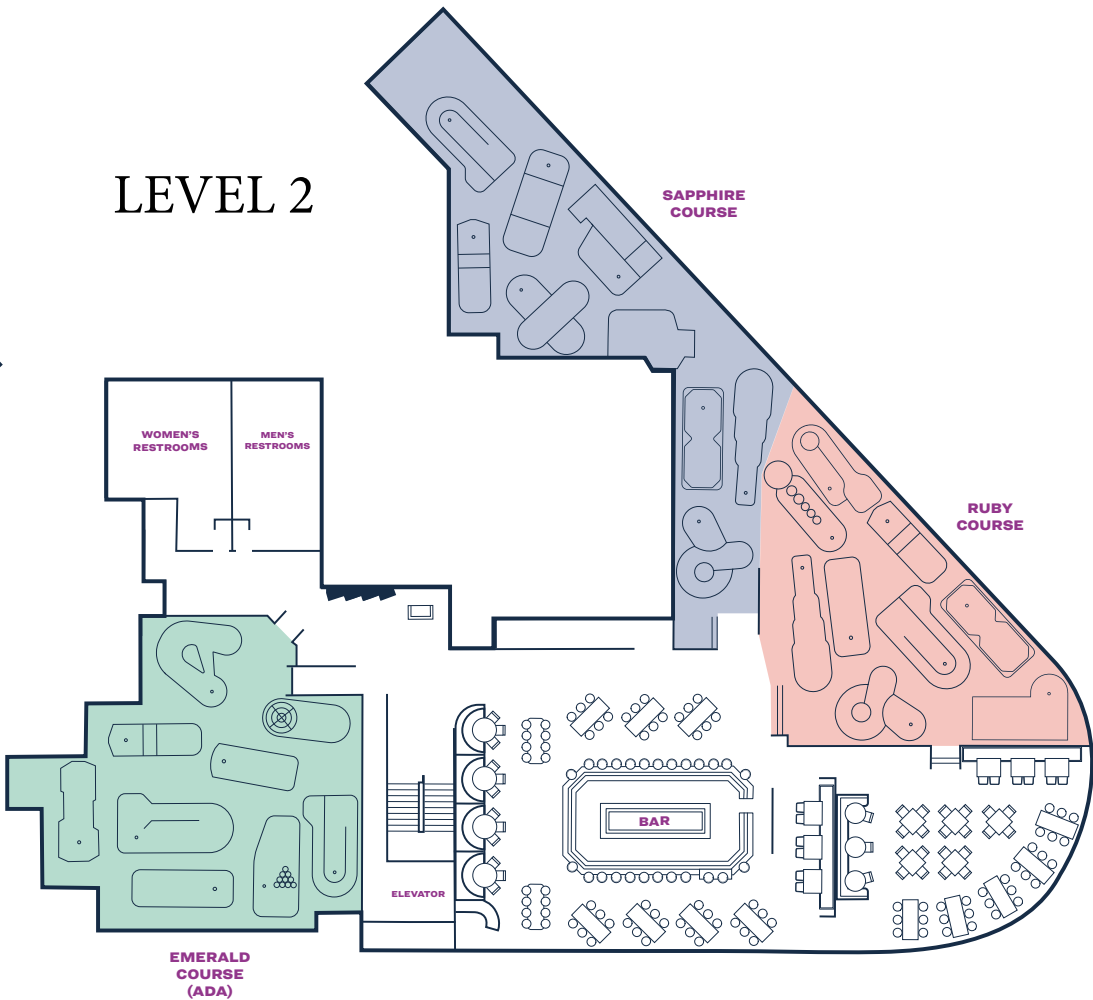 LEVEL 2
SAPPHIRE
COURSE
WOMEN'S
RESTROOMS
MEN'S
RESTROOMS
RUBY
COURSE
BAR
ELEVATOR
EMERALD
COURSE
(ADA)